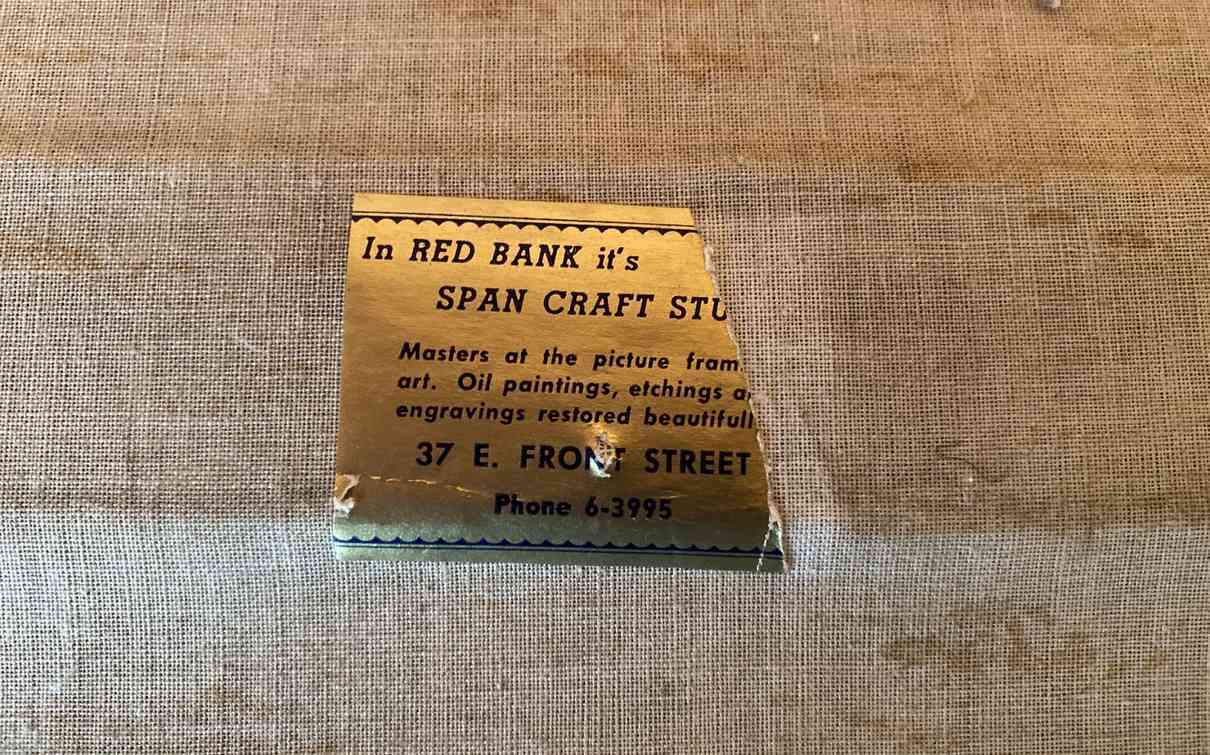 In RED BANK it's
SPAN CRAFT STU
Masters at the picture fram
art. Oil paintings, etchings a
engravings restored beautifull
37 E. FRONT STREET
Phone 6-3995